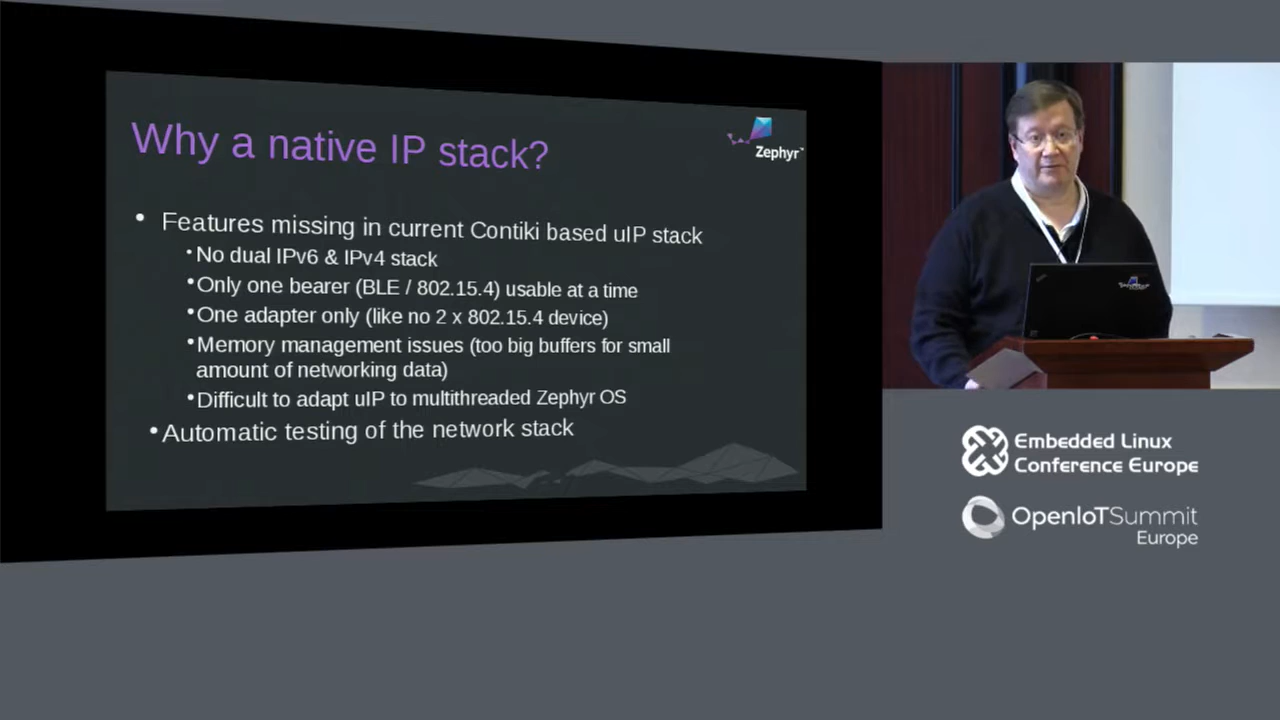 Why a native IP stack?
Zephyr™
• Features missing in current Contiki based uIP stack
• No dual IPv6 & IPv4 stack
• Only one bearer (BLE / 802.15.4) usable at a time
• One adapter only (like no 2 x 802.15.4 device)
• Memory management issues (too big buffers for small
amount of networking data)
• Difficult to adapt uIP to multithreaded Zephyr OS
• Automatic testing of the network stack
Embedded Linux
Conference Europe
OpenIoTSummit
Europe